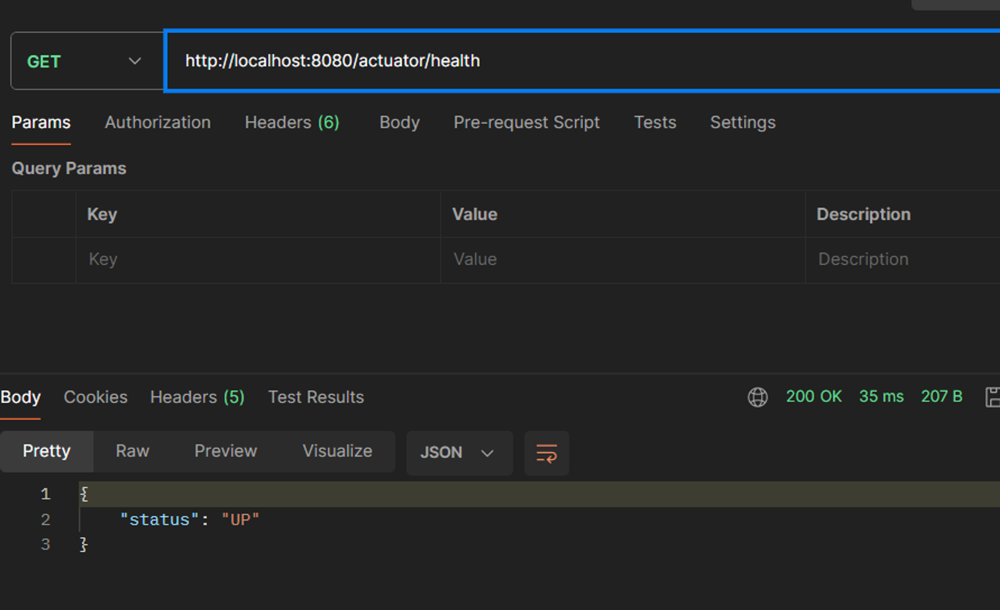 GET http://localhost:8080/actuator/health
Params Authorization Headers (6) Body Pre-request Script Tests Settings
Query Params
Key Value Description
Key Value Description
Body Cookies Headers (5) Test Results 200 OK 35 ms 207 B
Pretty Raw Preview Visualize JSON
1 {
2 "status": "UP"
3 }